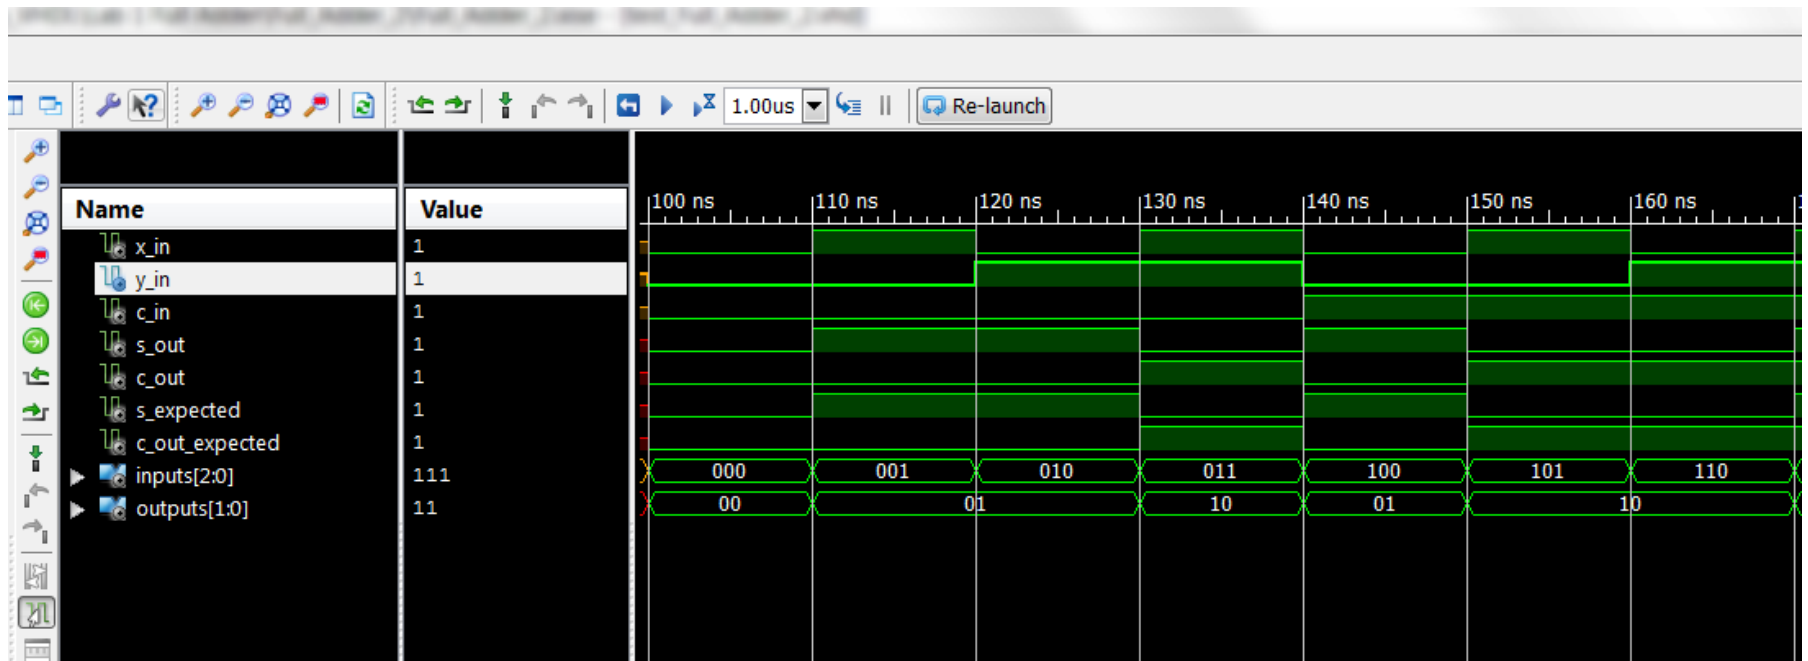 1.00us Re-launch
Name Value
100 ns 110 ns 120 ns 130 ns 140 ns 150 ns 160 ns
x_in 1
y_in 1
c_in 1
s_out 1
c_out 1
s_expected 1
c_out_expected 1
inputs[2:0] 111 000 001 010 011 100 101 110
outputs[1:0] 11 00 01 10 01 10